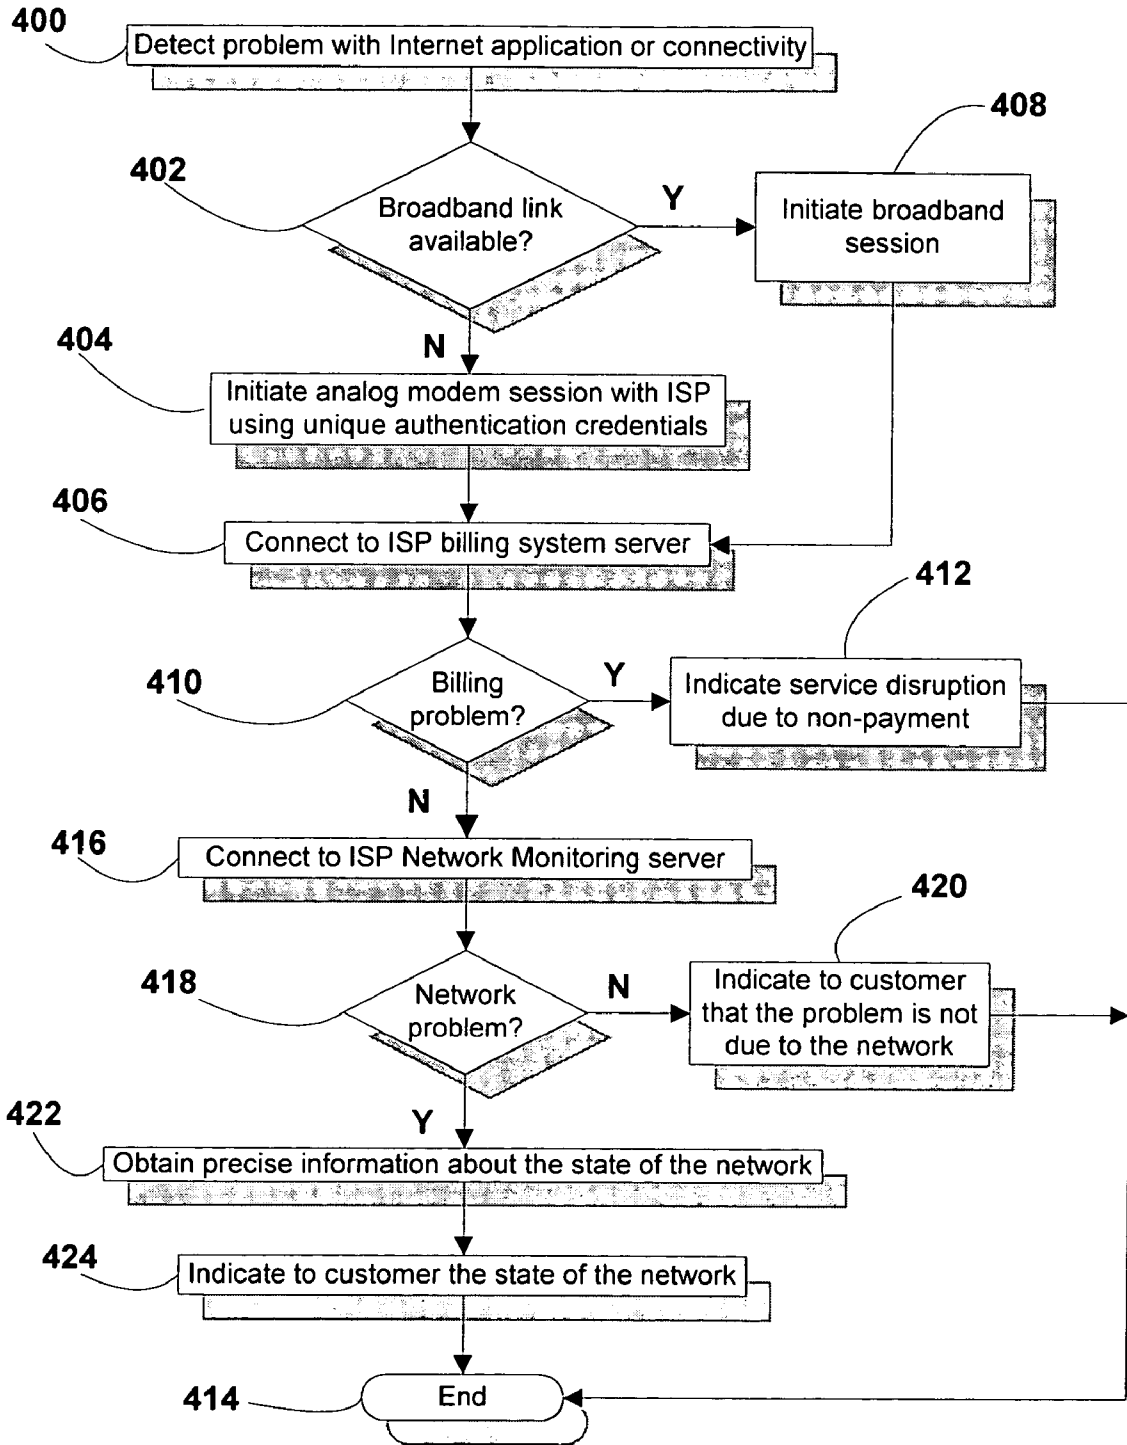 400
Detect problem with Internet application or connectivity
402
Broadband link
available?
Y
408
Initiate broadband
session
N
404
Initiate analog modem session with ISP
using unique authentication credentials
406
Connect to ISP billing system server
410
Billing
problem?
Y
412
Indicate service disruption
due to non-payment
N
416
Connect to ISP Network Monitoring server
418
Network
problem?
N
420
Indicate to customer
that the problem is not
due to the network
Y
422
Obtain precise information about the state of the network
424
Indicate to customer the state of the network
414
End